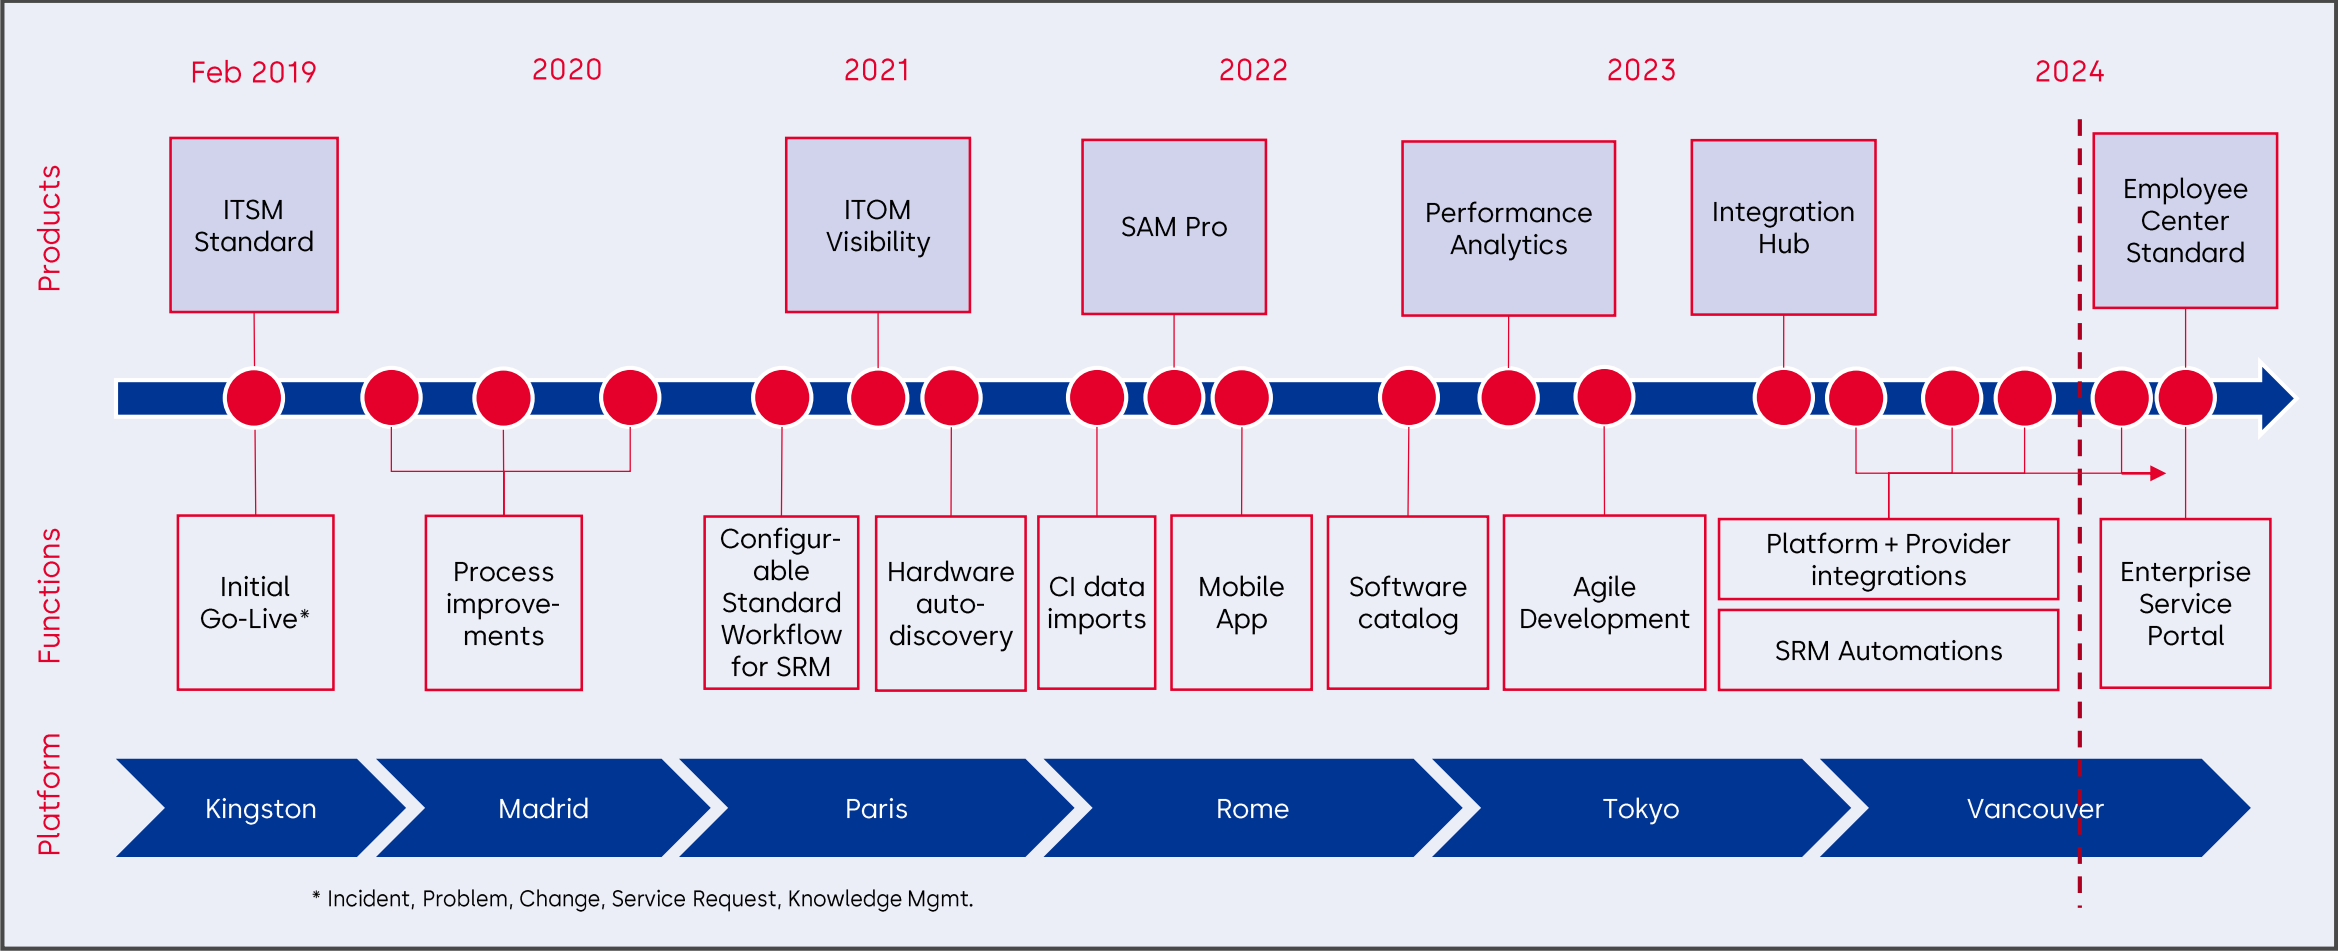 Feb 2019
2020
2021
2022
2023
2024
Products
ITSM
Standard
ITOM
Visibility
SAM Pro
Performance
Analytics
Integration
Hub
Employee
Center
Standard
Functions
Initial
Go-Live*
Process
improve-
ments
Configur-
able
Standard
Workflow
for SRM
Hardware
auto-
discovery
CI data
imports
Mobile
App
Software
catalog
Agile
Development
Platform + Provider
integrations
SRM Automations
Enterprise
Service
Portal
Platform
Kingston
Madrid
Paris
Rome
Tokyo
Vancouver
* Incident, Problem, Change, Service Request, Knowledge Mgmt.